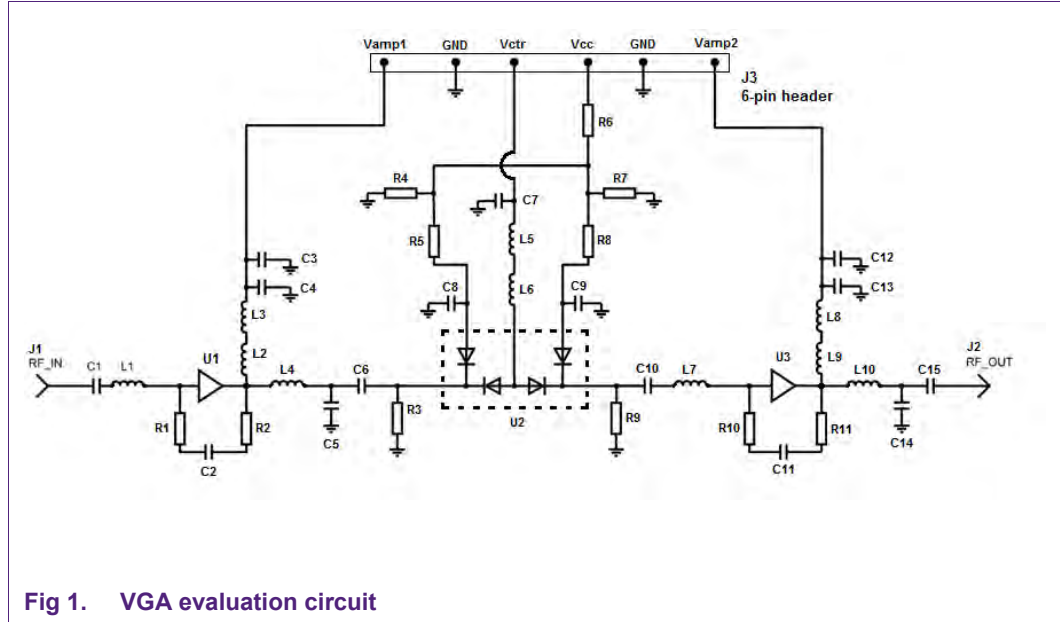 Vamp1 GND Vctr Vcc GND Vamp2
J3
6-pin header
R6
R4 R7
C7
R5 L5 R8
C3 C12
C4 C8 L6 C9 C13
L3 L8
J1 J2
RF_IN RF_OUT
C1 L1 U1 L2 L4 C6 C10 L7 U3 L9 L10 C15
U2
R1 R2 C5 R3 R9 R10 R11 C14
C2 C11
Fig 1. VGA evaluation circuit